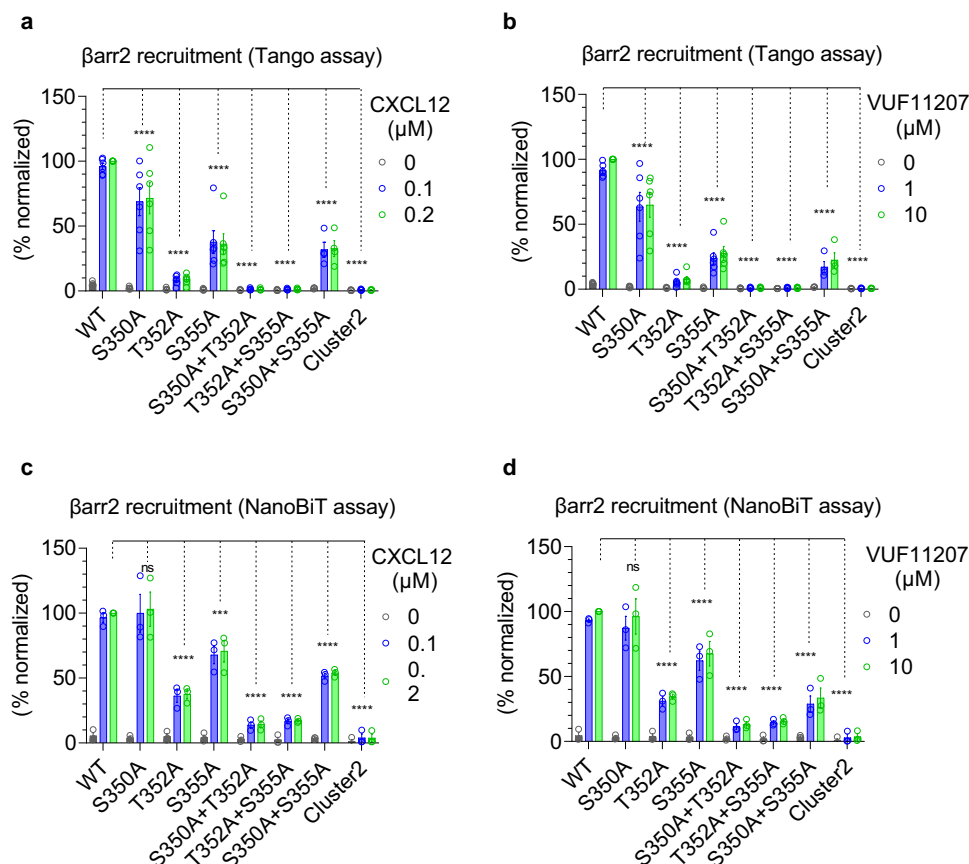 a
βarr2 recruitment (Tango assay)
(% normalized)
150
100
50
0
**** **** **** **** **** **** ****
CXCL12
(µM)
0
0.1
0.2
WT
S350A
T352A
S355A
S350A+T352A
T352A+S355A
S350A+S355A
Cluster2
b
βarr2 recruitment (Tango assay)
(% normalized)
150
100
50
0
**** **** **** **** **** **** ****
VUF11207
(µM)
0
1
10
WT
S350A
T352A
S355A
S350A+T352A
T352A+S355A
S350A+S355A
Cluster2
c
βarr2 recruitment (NanoBiT assay)
(% normalized)
150
100
50
0
ns **** *** **** **** **** ****
CXCL12
(µM)
0
0.1
0.
2
WT
S350A
T352A
S355A
S350A+T352A
T352A+S355A
S350A+S355A
Cluster2
d
βarr2 recruitment (NanoBiT assay)
(% normalized)
150
100
50
0
ns **** **** **** **** **** ****
VUF11207
(µM)
0
1
10
WT
S350A
T352A
S355A
S350A+T352A
T352A+S355A
S350A+S355A
Cluster2